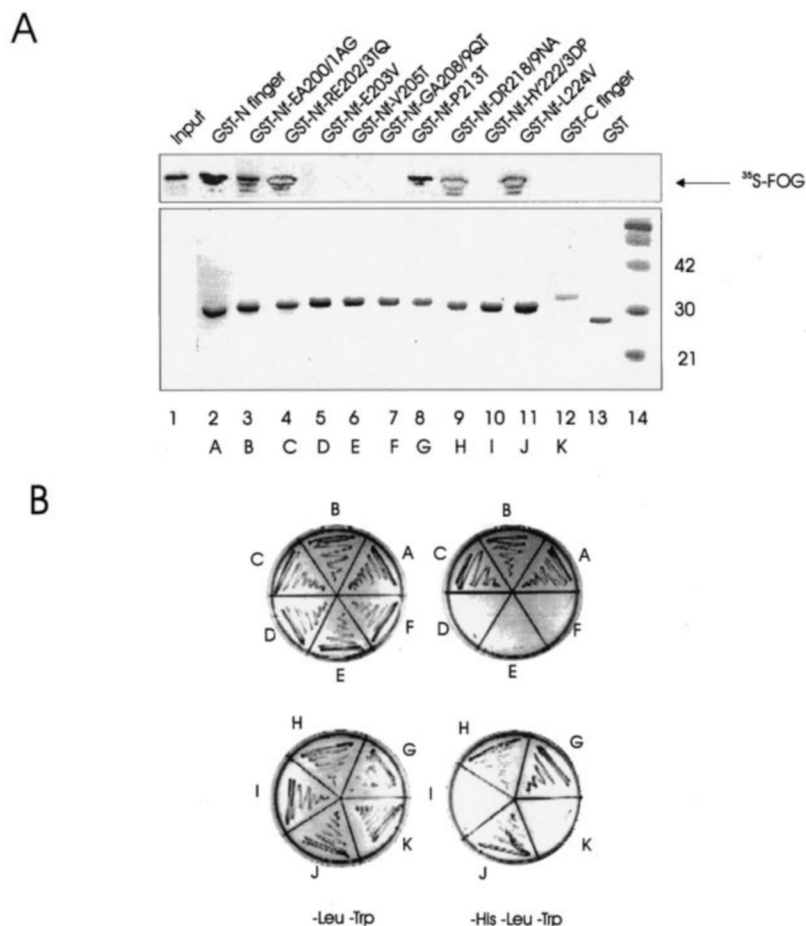 A
Input
GST-N finger
GST-Nf-EA200/1AG
GST-Nf-RE202/3TQ
GST-Nf-E203V
GST-Nf-V205T
GST-Nf-GA208/9QT
GST-Nf-P213T
GST-Nf-DR218/9NA
GST-Nf-HY222/3DP
GST-Nf-L224V
GST-C finger
GST
³⁵S-FOG
42
30
21
1 2 3 4 5 6 7 8 9 10 11 12 13 14
A B C D E F G H I J K
B
B B
C A C A
D F D F
E E
H G H G
I I
K K
J J
-Leu -Trp -His -Leu -Trp